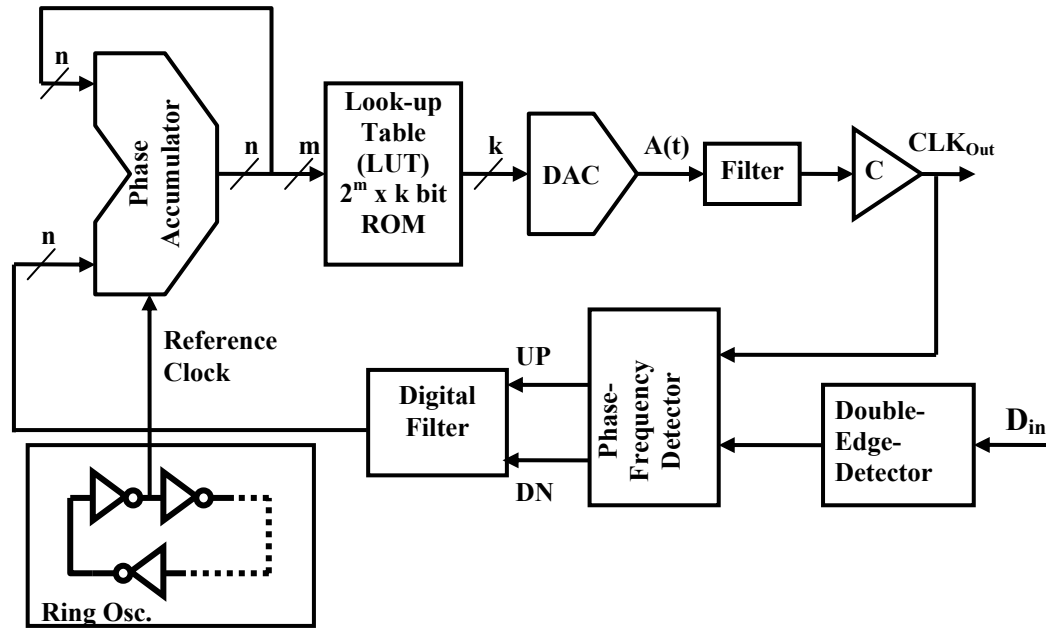 n
Phase
Accumulator
n
n
m
Look-up
Table
(LUT)
2^m x k bit
ROM
k
DAC
A(t)
Filter
C
CLK_Out
Reference
Clock
Digital
Filter
UP
DN
Phase-
Frequency
Detector
Double-
Edge-
Detector
D_in
Ring Osc.